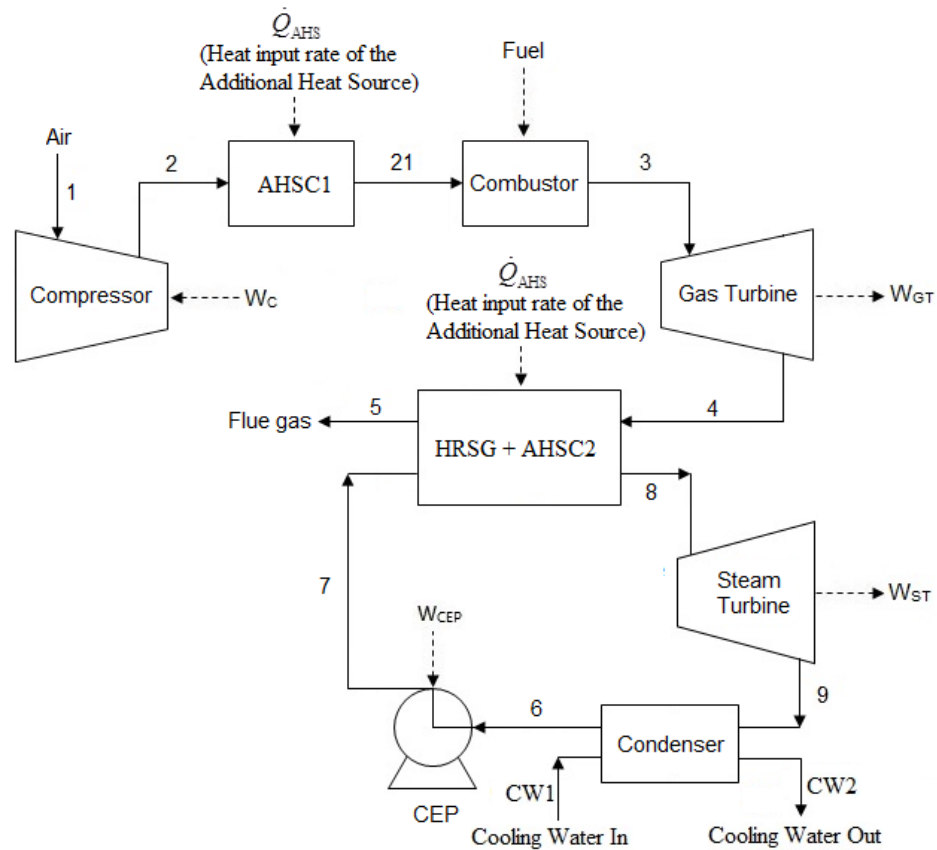 Q̇AHS
(Heat input rate of the
Additional Heat Source)
Fuel
Air
1
2
AHSC1
21
Combustor
3
Compressor
WC
Q̇AHS
(Heat input rate of the
Additional Heat Source)
Gas Turbine
WGT
Flue gas
5
HRSG + AHSC2
4
8
7
Steam
Turbine
WST
WCEP
6
9
Condenser
CEP
CW1
CW2
Cooling Water In
Cooling Water Out